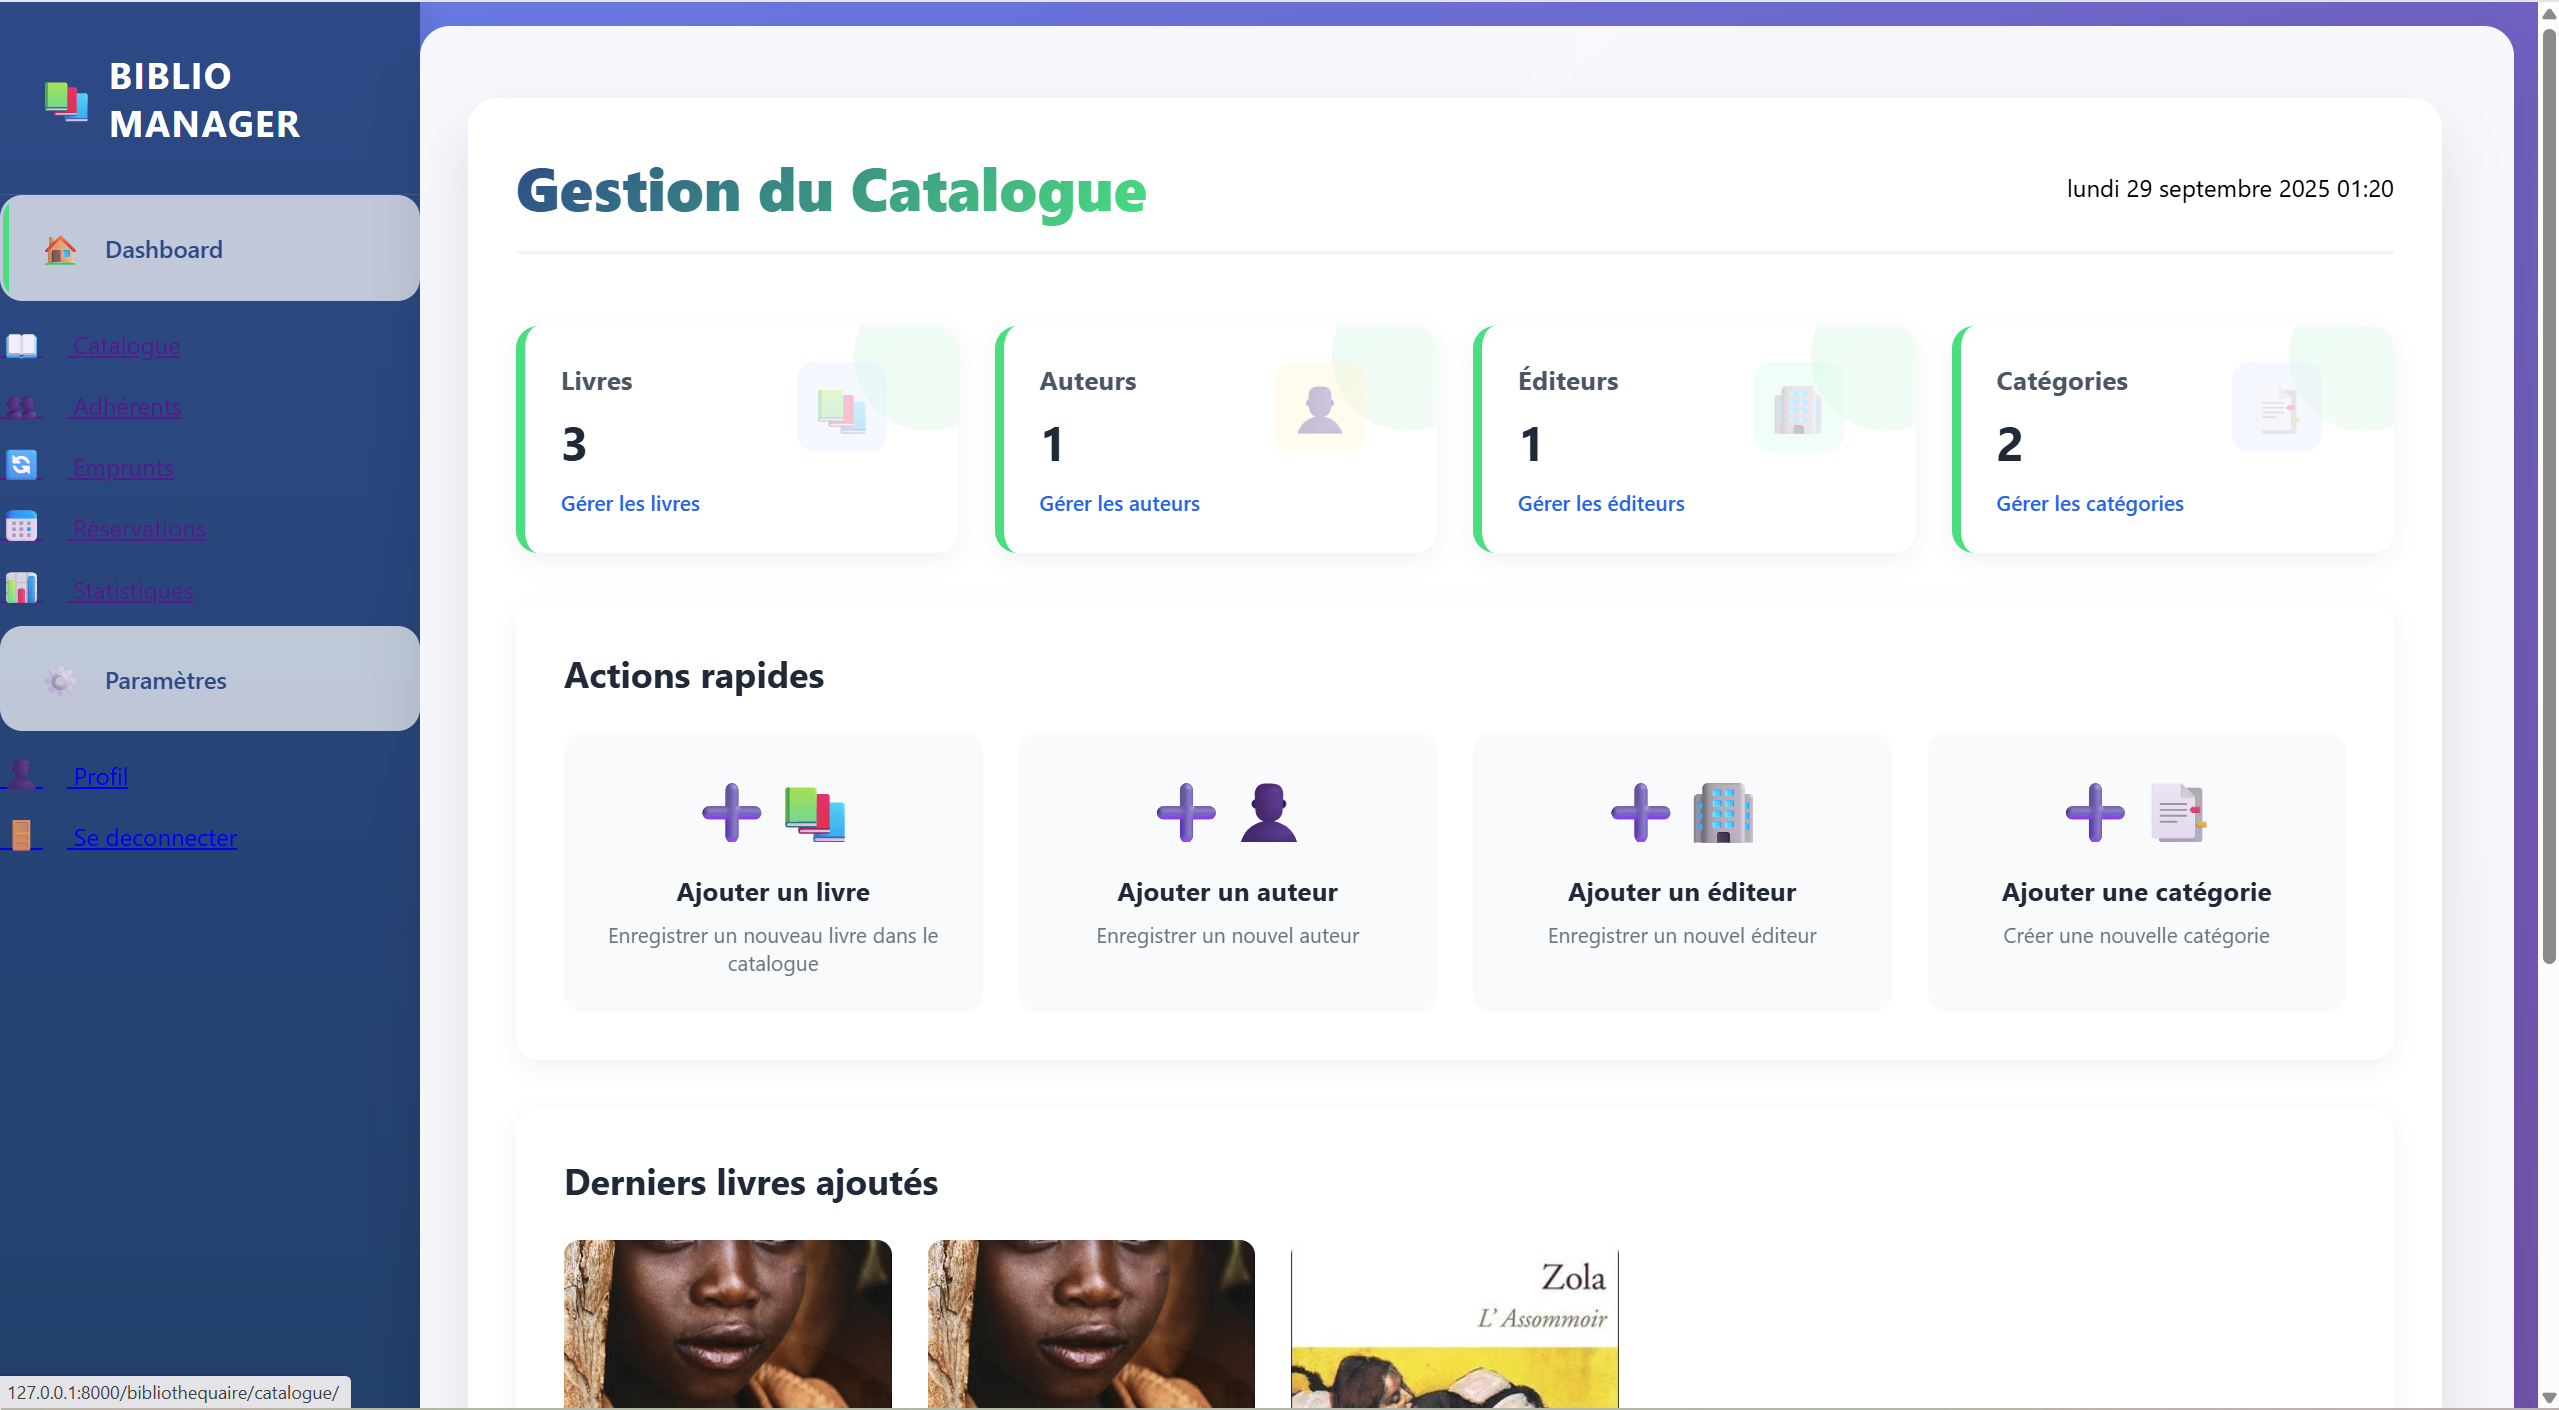 BIBLIO
MANAGER
Dashboard
Catalogue
Adhérents
Emprunts
Réservations
Statistiques
Paramètres
Profil
Se deconnecter
Gestion du Catalogue
lundi 29 septembre 2025 01:20
Livres
3
Gérer les livres
Auteurs
1
Gérer les auteurs
Éditeurs
1
Gérer les éditeurs
Catégories
2
Gérer les catégories
Actions rapides
Ajouter un livre
Enregistrer un nouveau livre dans le
catalogue
Ajouter un auteur
Enregistrer un nouvel auteur
Ajouter un éditeur
Enregistrer un nouvel éditeur
Ajouter une catégorie
Créer une nouvelle catégorie
Derniers livres ajoutés
Zola
L'Assommoir
127.0.0.1:8000/bibliothequaire/catalogue/